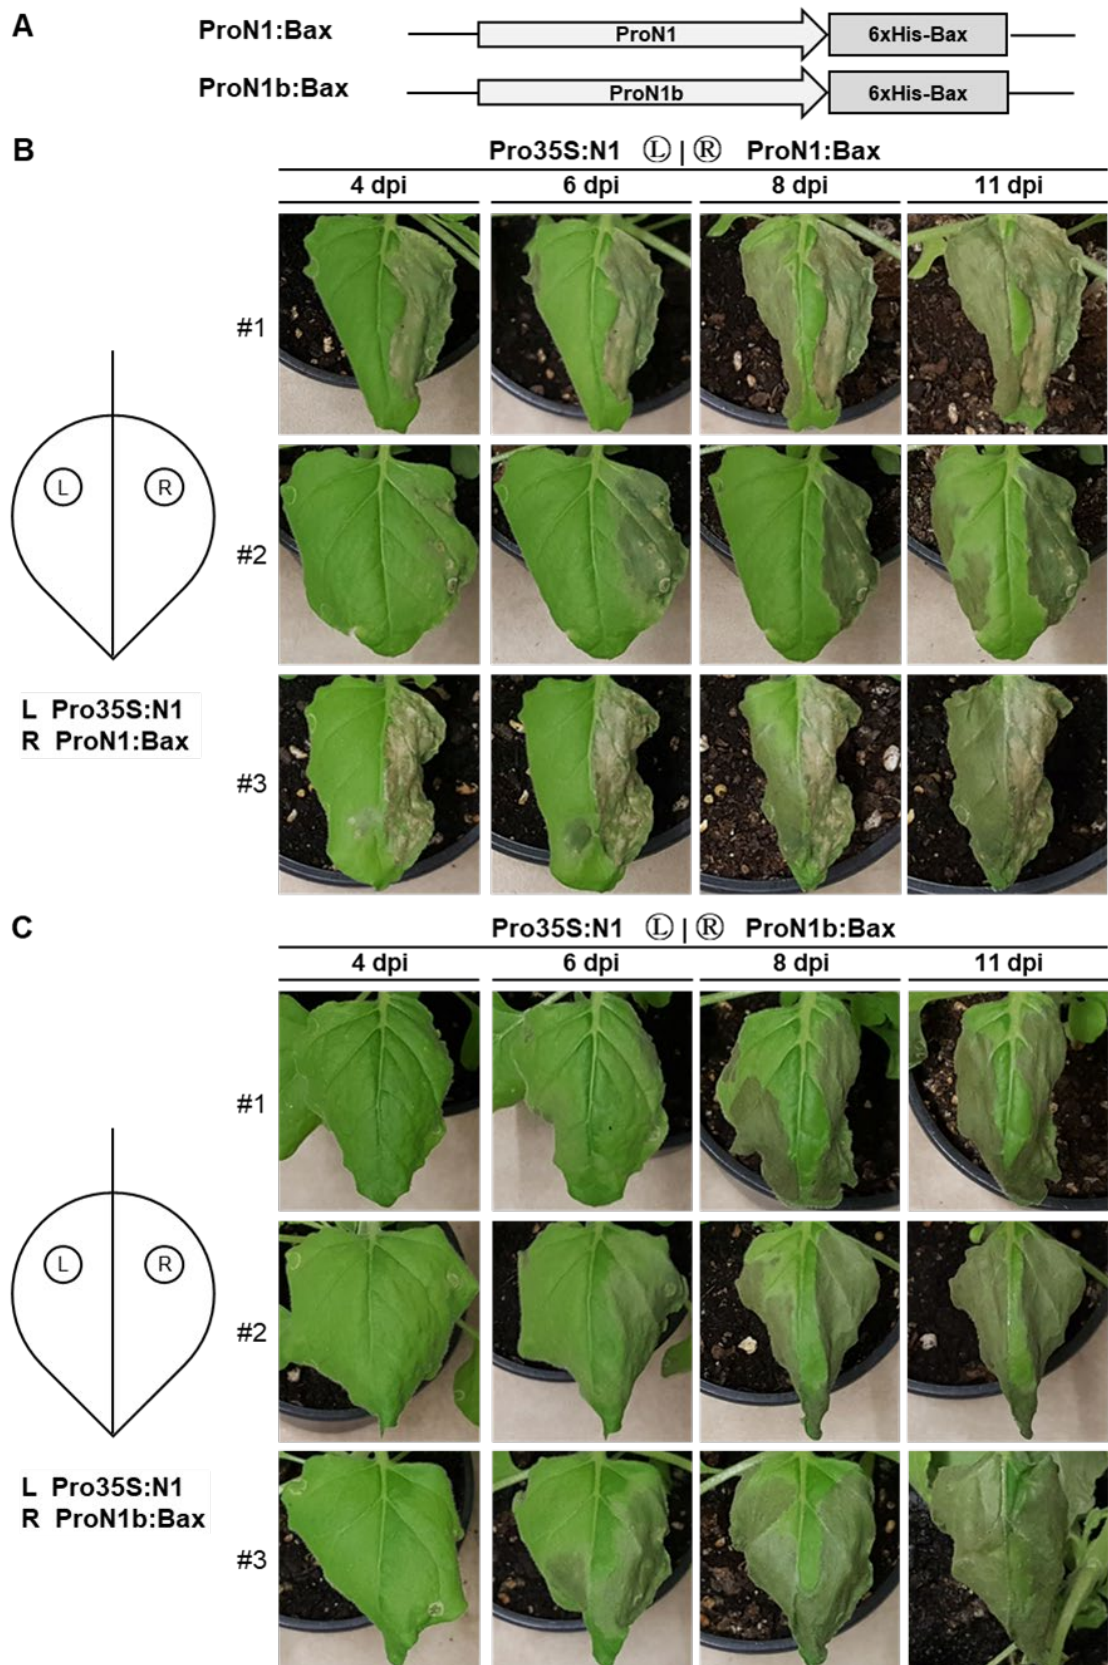 A
ProN1:Bax ProN1 6xHis-Bax
ProN1b:Bax ProN1b 6xHis-Bax
B
Pro35S:N1 Ⓛ | Ⓡ ProN1:Bax
4 dpi 6 dpi 8 dpi 11 dpi
#1
#2
#3
L R
L Pro35S:N1
R ProN1:Bax
C
Pro35S:N1 Ⓛ | Ⓡ ProN1b:Bax
4 dpi 6 dpi 8 dpi 11 dpi
#1
#2
#3
L R
L Pro35S:N1
R ProN1b:Bax